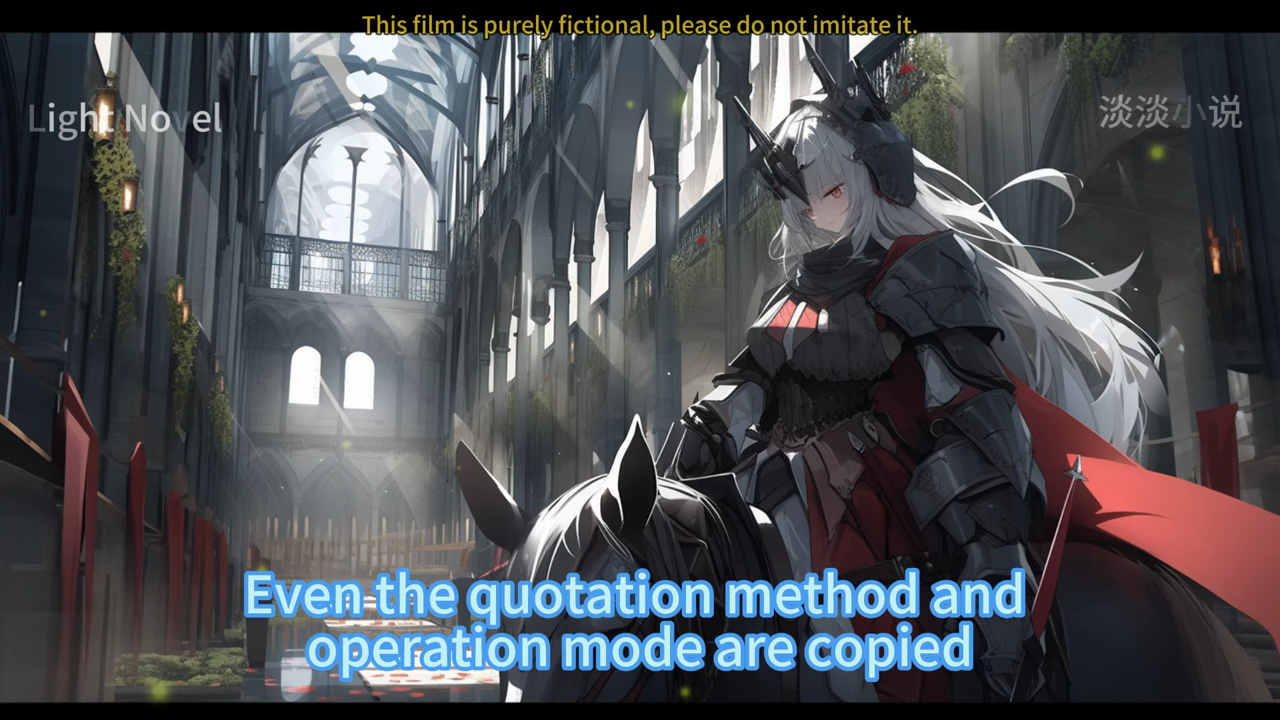 This film is purely fictional, please do not imitate it.
Light Novel
淡淡小说
Even the quotation method and
operation mode are copied